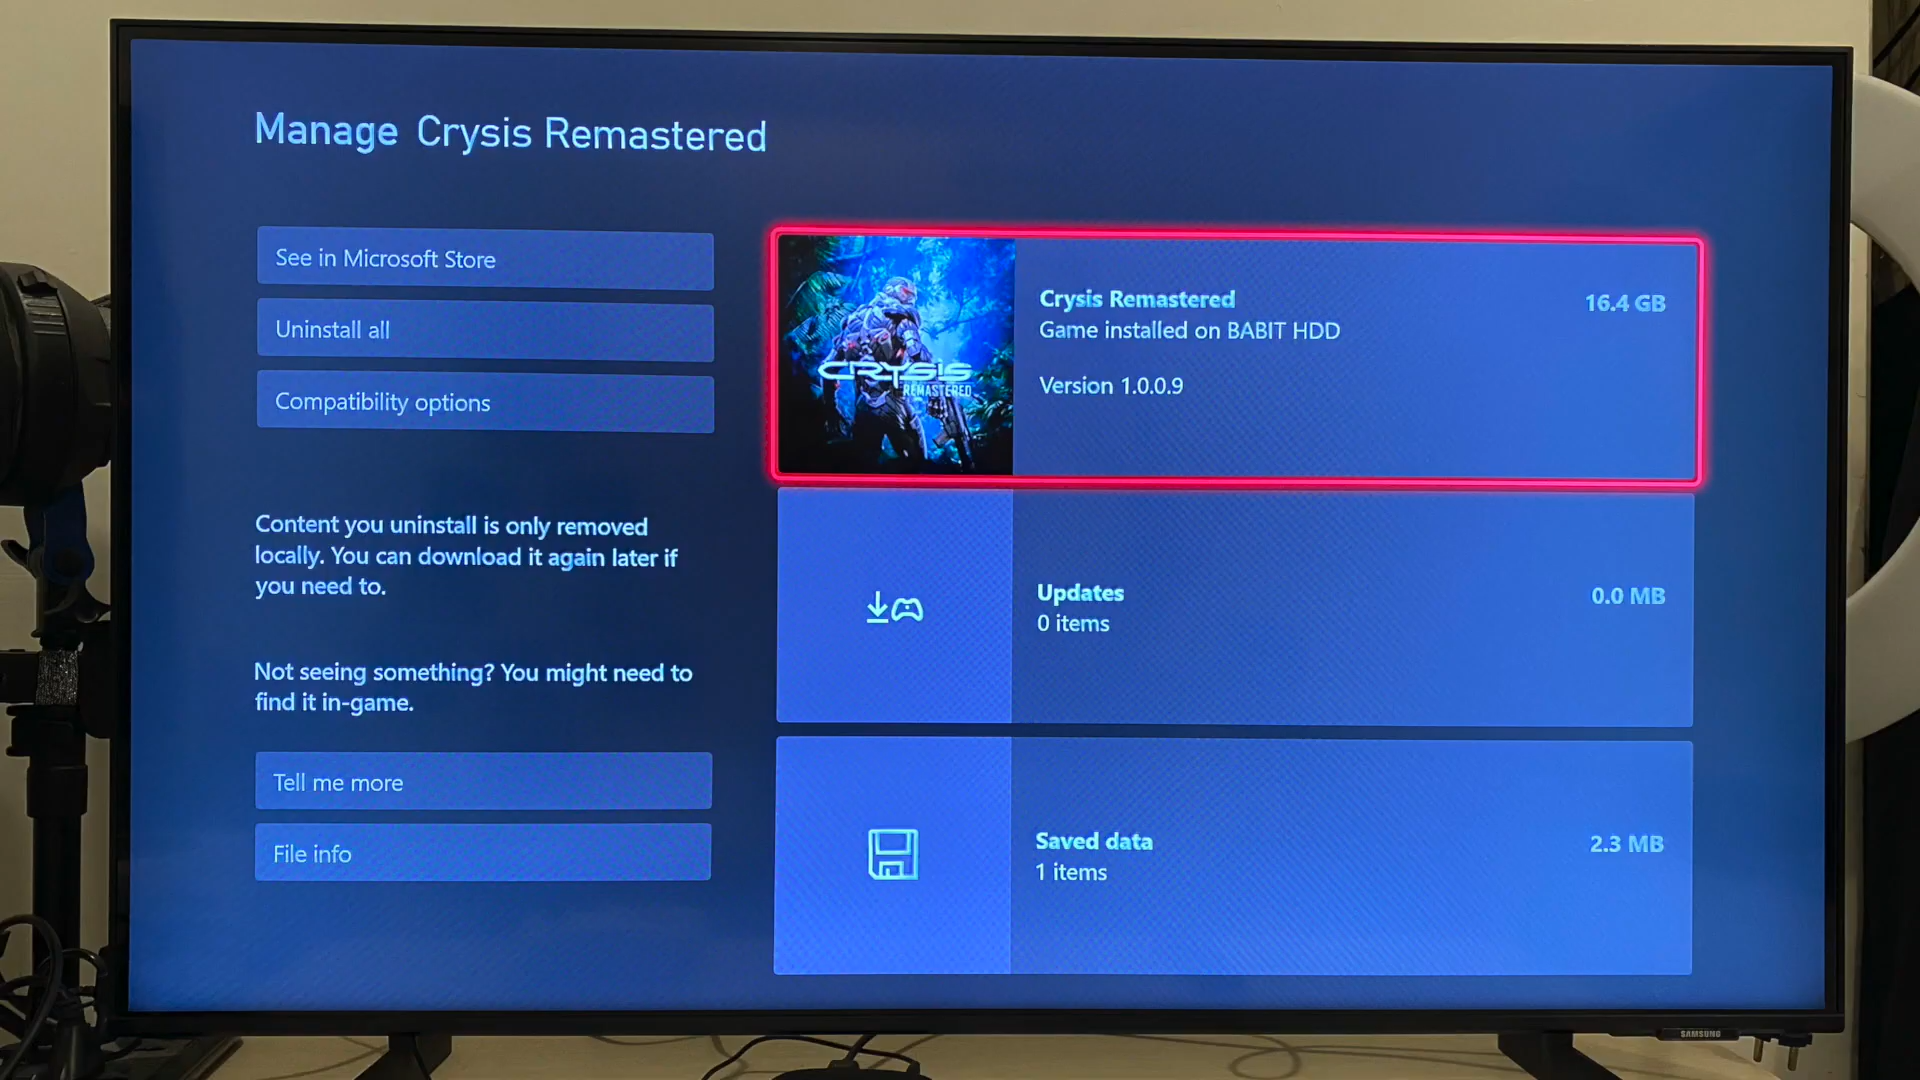 Manage Crysis Remastered
See in Microsoft Store
Uninstall all
Compatibility options
Content you uninstall is only removed
locally. You can download it again later if
you need to.
Not seeing something? You might need to
find it in-game.
Tell me more
File info
CRYSIS
REMASTERED
Crysis Remastered
16.4 GB
Game installed on BABIT HDD
Version 1.0.0.9
Updates
0.0 MB
0 items
Saved data
2.3 MB
1 items
SAMSUNG